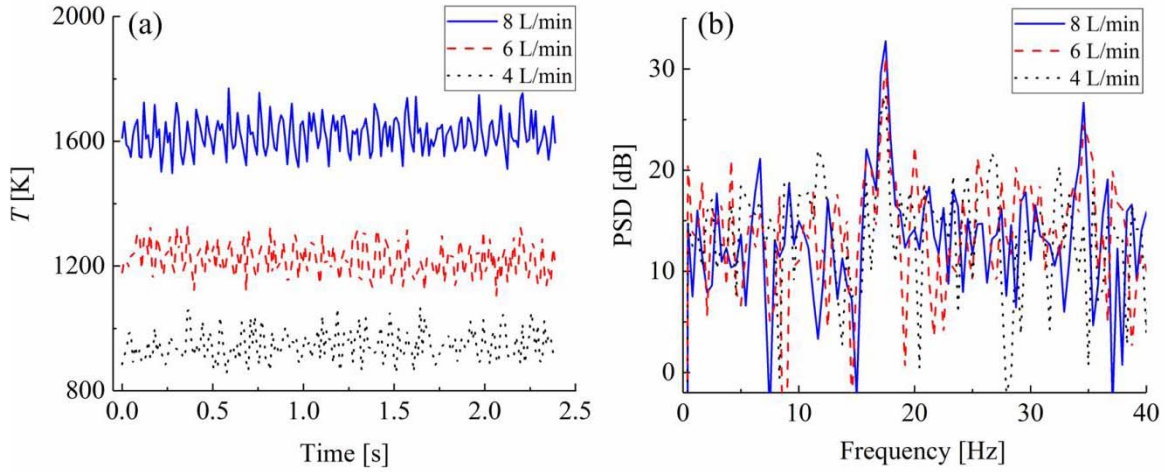 (a)
8 L/min
6 L/min
4 L/min
2000
1600
1200
800
T [K]
0.0 0.5 1.0 1.5 2.0 2.5
Time [s]
(b)
8 L/min
6 L/min
4 L/min
30
20
10
0
PSD [dB]
0 10 20 30 40
Frequency [Hz]